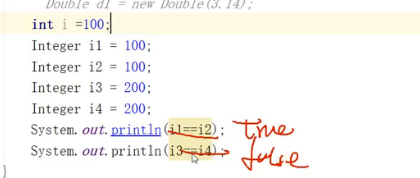 Double d1 = new Double(3.14);
int i =100;
Integer i1 = 100;
Integer i2 = 100;
Integer i3 = 200;
Integer i4 = 200;
System.out.println(i1==i2); true
System.out.println(i3==i4); false
}